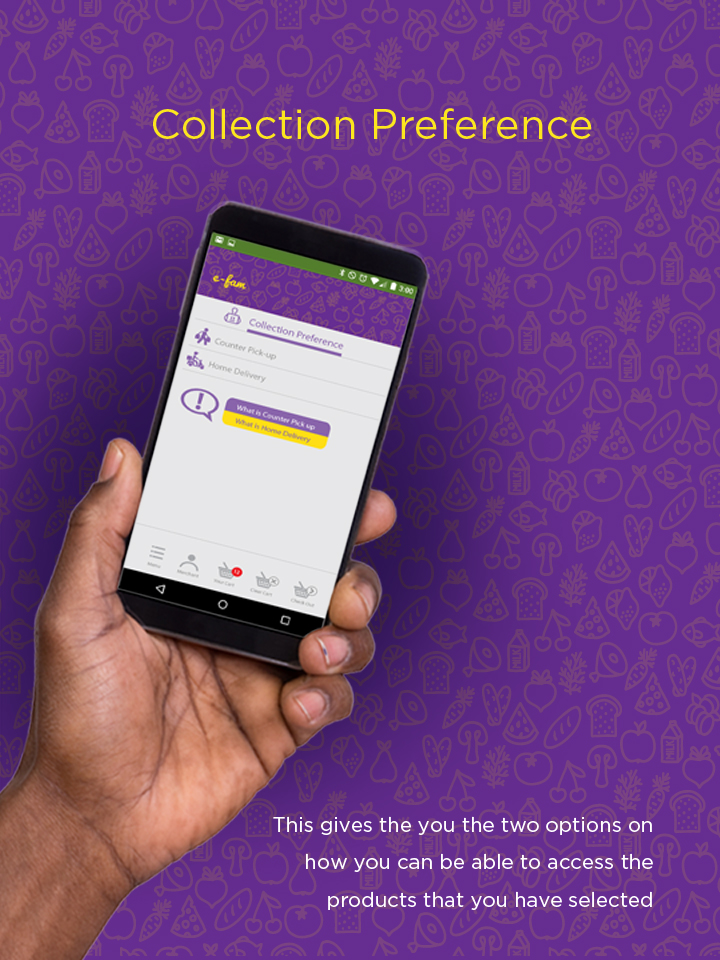 Collection Preference
3:00
e-fam
Collection Preference
Counter Pick-up
Home Delivery
What is Counter Pick up
What is Home Delivery
Menu
Merchant
Your Cart
Clear Cart
Check Out
This gives the you the two options on
how you can be able to access the
products that you have selected